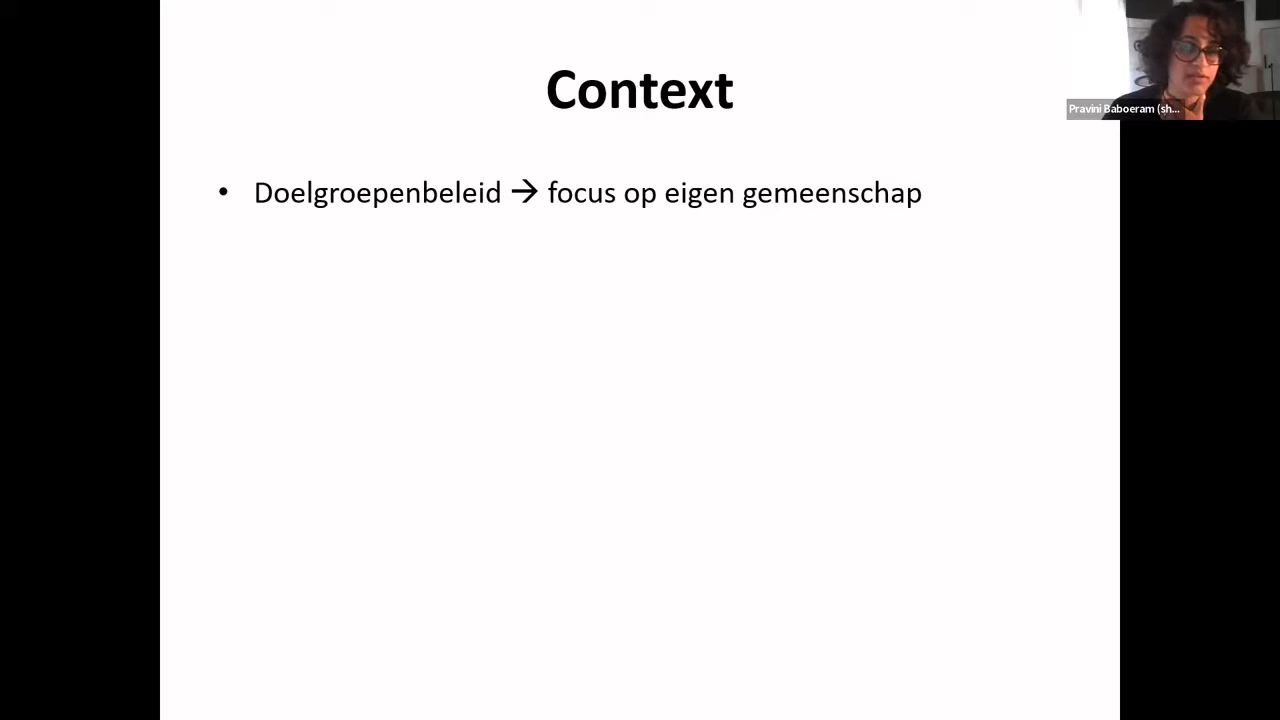 Context
• Doelgroepenbeleid → focus op eigen gemeenschap
Pravini Baboeram (sh...